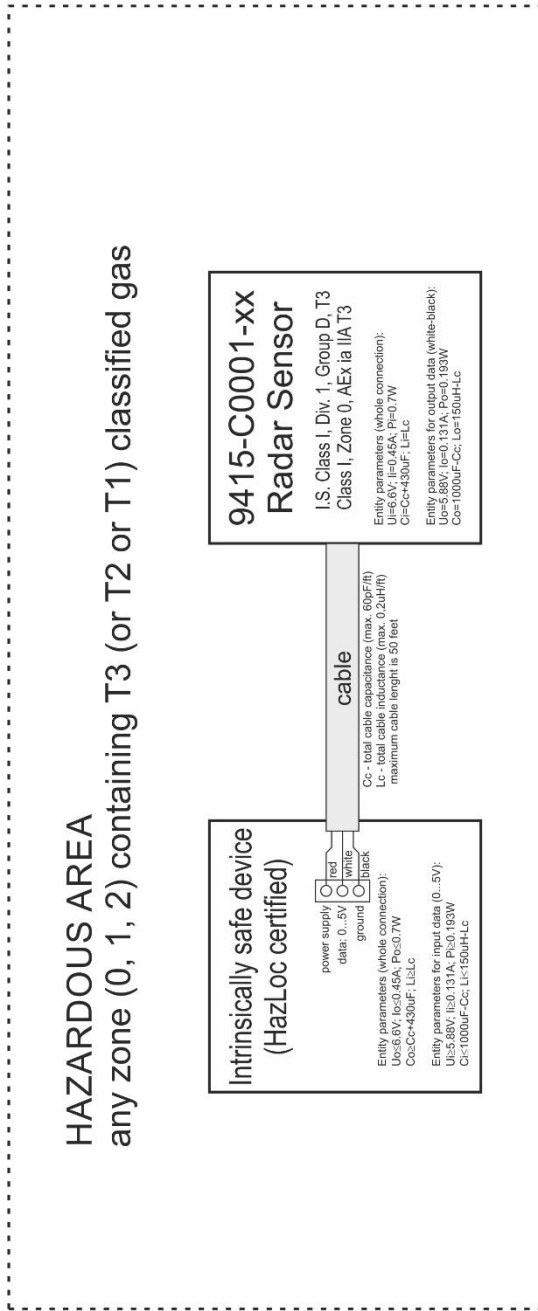 HAZARDOUS AREA
any zone (0, 1, 2) containing T3 (or T2 or T1) classified gas
Intrinsically safe device
(HazLoc certified)
power supply
data: 0...5V
ground
red
white
black
Entity parameters (whole connection):
Uo≤6.6V; Io≤0.45A; Po≤0.7W
Co≥Cc+430uF; Li≥Lc
Entity parameters for input data (0...5V):
Ui≥5.88V; Ii≥0.131A; Pi≥0.193W
Ci≤1000uF-Cc; Li≤150uH-Lc
cable
Cc - total cable capacitance (max. 60pF/ft)
Lc - total cable inductance (max. 0,2uH/ft)
maximum cable lenght is 50 feet
9415-C0001-xx
Radar Sensor
I.S. Class I, Div. 1, Group D, T3
Class I, Zone 0, AEx ia IIA T3
Entity parameters (whole connection):
Ui=6.6V; Ii=0.45A; Pi=0.7W
Ci=Cc+430uF; Li=Lc
Entity parameters for output data (white-black):
Uo=5.88V; Io=0.131A; Po=0.193W
Co=1000uF-Cc; Lo=150uH-Lc